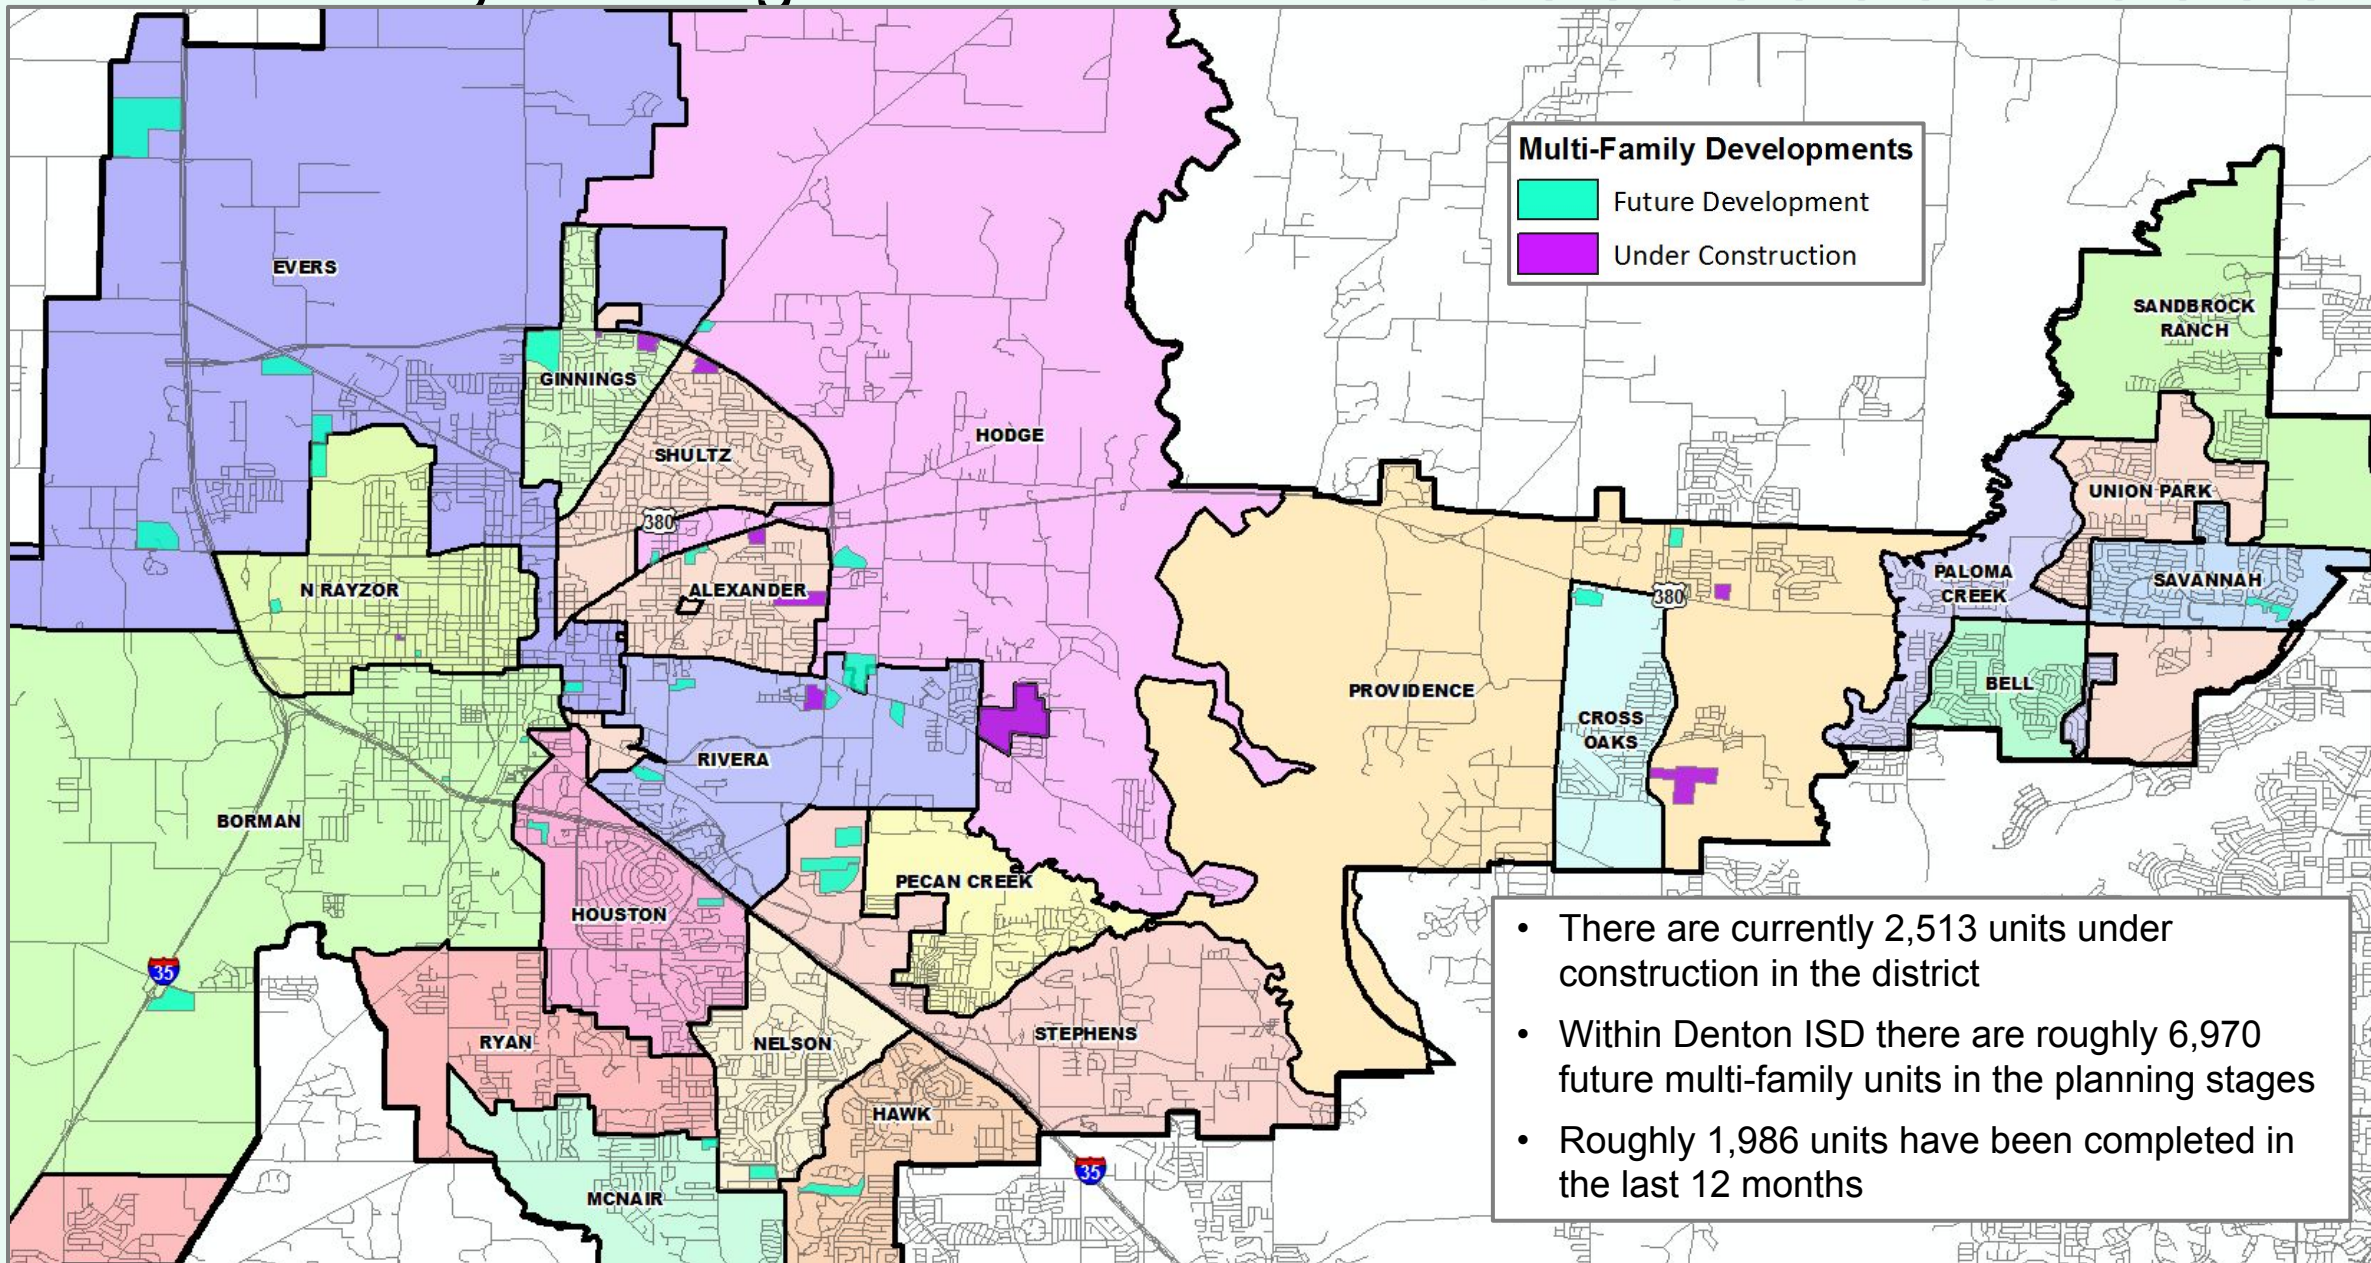 Multi-Family Developments
Future Development
Under Construction
EVERS
SANDBROCK
RANCH
GINNINGS
HODGE
SHULTZ
UNION PARK
380
N RAYZOR
ALEXANDER
PALOMA
CREEK
SAVANNAH
380
PROVIDENCE
BELL
CROSS
OAKS
RIVERA
BORMAN
PECAN CREEK
HOUSTON
35
RYAN
NELSON
STEPHENS
HAWK
35
MCNAIR
• There are currently 2,513 units under
construction in the district
• Within Denton ISD there are roughly 6,970
future multi-family units in the planning stages
• Roughly 1,986 units have been completed in
the last 12 months